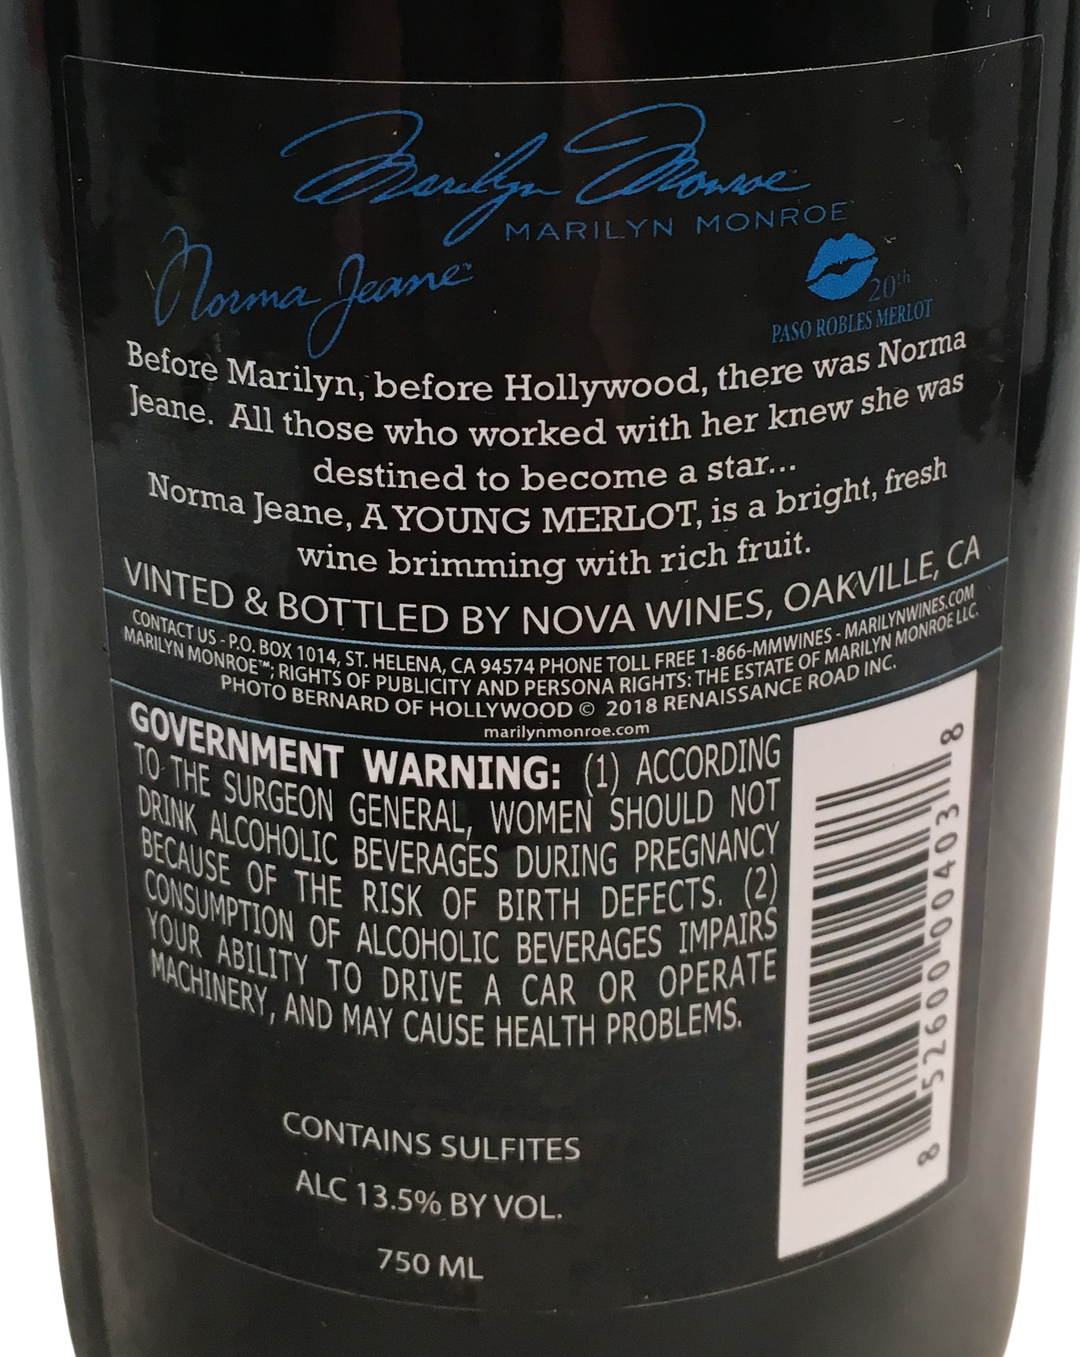 Marilyn Monroe
MARILYN MONROE™
Norma Jeane™
20th
PASO ROBLES MERLOT
Before Marilyn, before Hollywood, there was Norma
Jeane. All those who worked with her knew she was
destined to become a star...
Norma Jeane, A YOUNG MERLOT, is a bright, fresh
wine brimming with rich fruit.
VINTED & BOTTLED BY NOVA WINES, OAKVILLE, CA
CONTACT US - P.O. BOX 1014, ST. HELENA, CA 94574 PHONE TOLL FREE 1-866-MMWINES - MARILYNWINES.COM
MARILYN MONROE™; RIGHTS OF PUBLICITY AND PERSONA RIGHTS: THE ESTATE OF MARILYN MONROE LLC.
PHOTO BERNARD OF HOLLYWOOD © 2018 RENAISSANCE ROAD INC.
marilynmonroe.com
GOVERNMENT WARNING: (1) ACCORDING
TO THE SURGEON GENERAL, WOMEN SHOULD NOT
DRINK ALCOHOLIC BEVERAGES DURING PREGNANCY
BECAUSE OF THE RISK OF BIRTH DEFECTS. (2)
CONSUMPTION OF ALCOHOLIC BEVERAGES IMPAIRS
YOUR ABILITY TO DRIVE A CAR OR OPERATE
MACHINERY, AND MAY CAUSE HEALTH PROBLEMS.
8 52600 00403 8
CONTAINS SULFITES
ALC 13.5% BY VOL.
750 ML